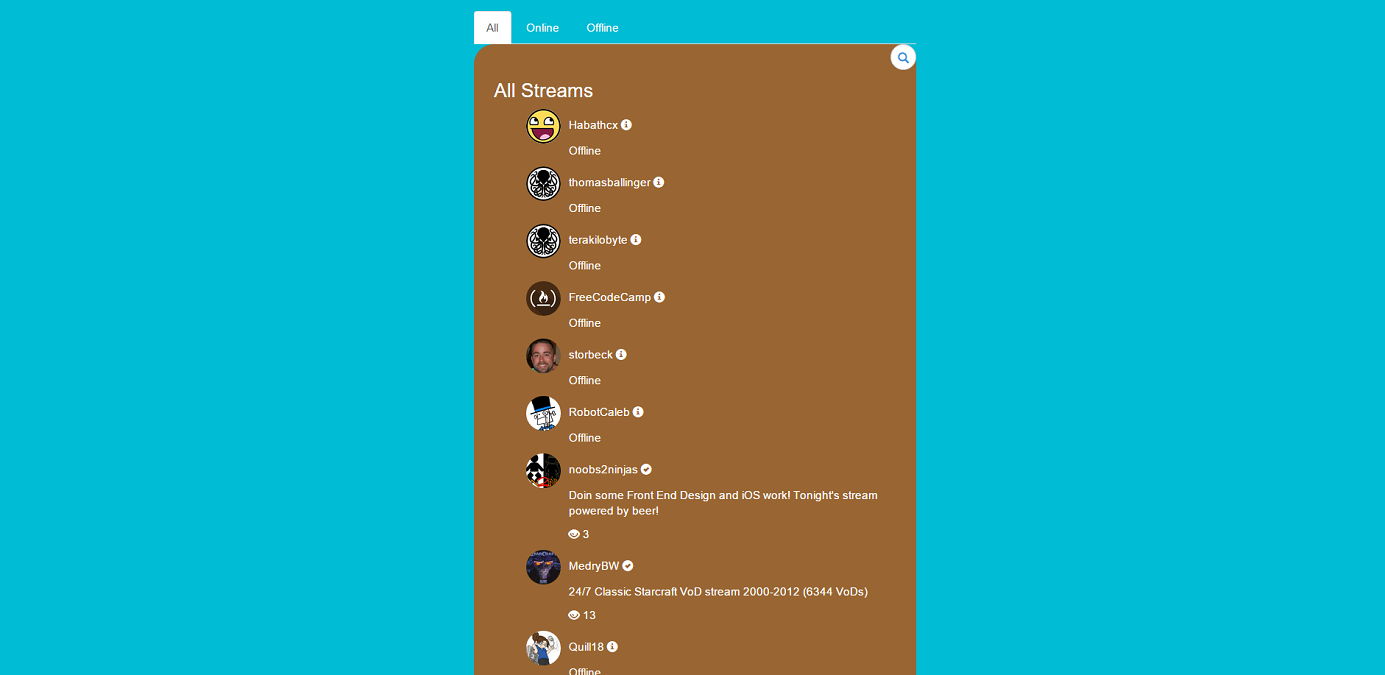 All Online Offline
All Streams
Habathcx
Offline
thomasballinger
Offline
terakilobyte
Offline
FreeCodeCamp
Offline
storbeck
Offline
RobotCaleb
Offline
noobs2ninjas
Doin some Front End Design and iOS work! Tonight's stream
powered by beer!
3
MedryBW
24/7 Classic Starcraft VoD stream 2000-2012 (6344 VoDs)
13
Quill18
Offline